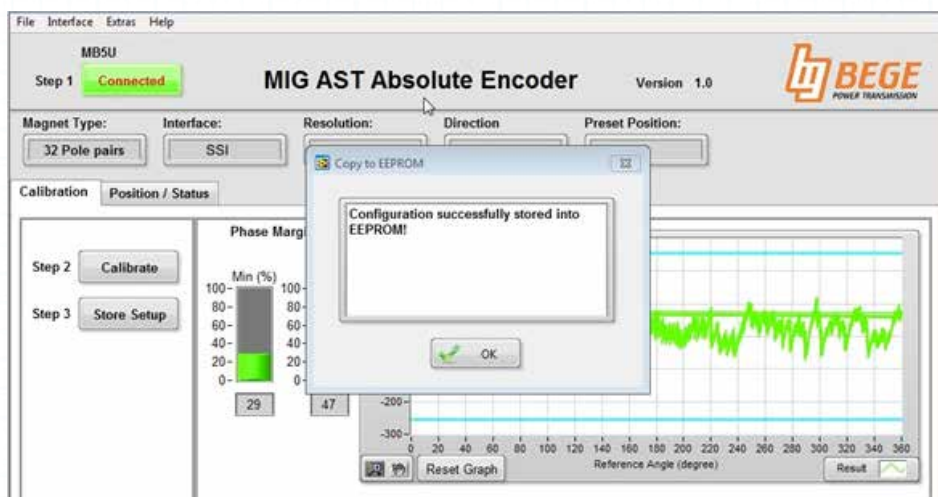 File Interface Extras Help
MB5U
Step 1 Connected
MIG AST Absolute Encoder
Version 1.0
BEGE
POWER TRANSMISSION
Magnet Type: Interface: Resolution: Direction Preset Position:
32 Pole pairs SSI
Copy to EEPROM
Calibration Position / Status
Configuration successfully stored into
EEPROM!
Phase Margi
Step 2 Calibrate
Min (%)
100- 100-
80- 80-
Step 3 Store Setup
60- 60-
40- 40-
20- 20-
0- 0-
OK
29 47
-200-
-300-
0 20 40 60 80 100 120 140 160 180 200 220 240 260 280 300 320 340 360
Reference Angle (degree)
Reset Graph
Result